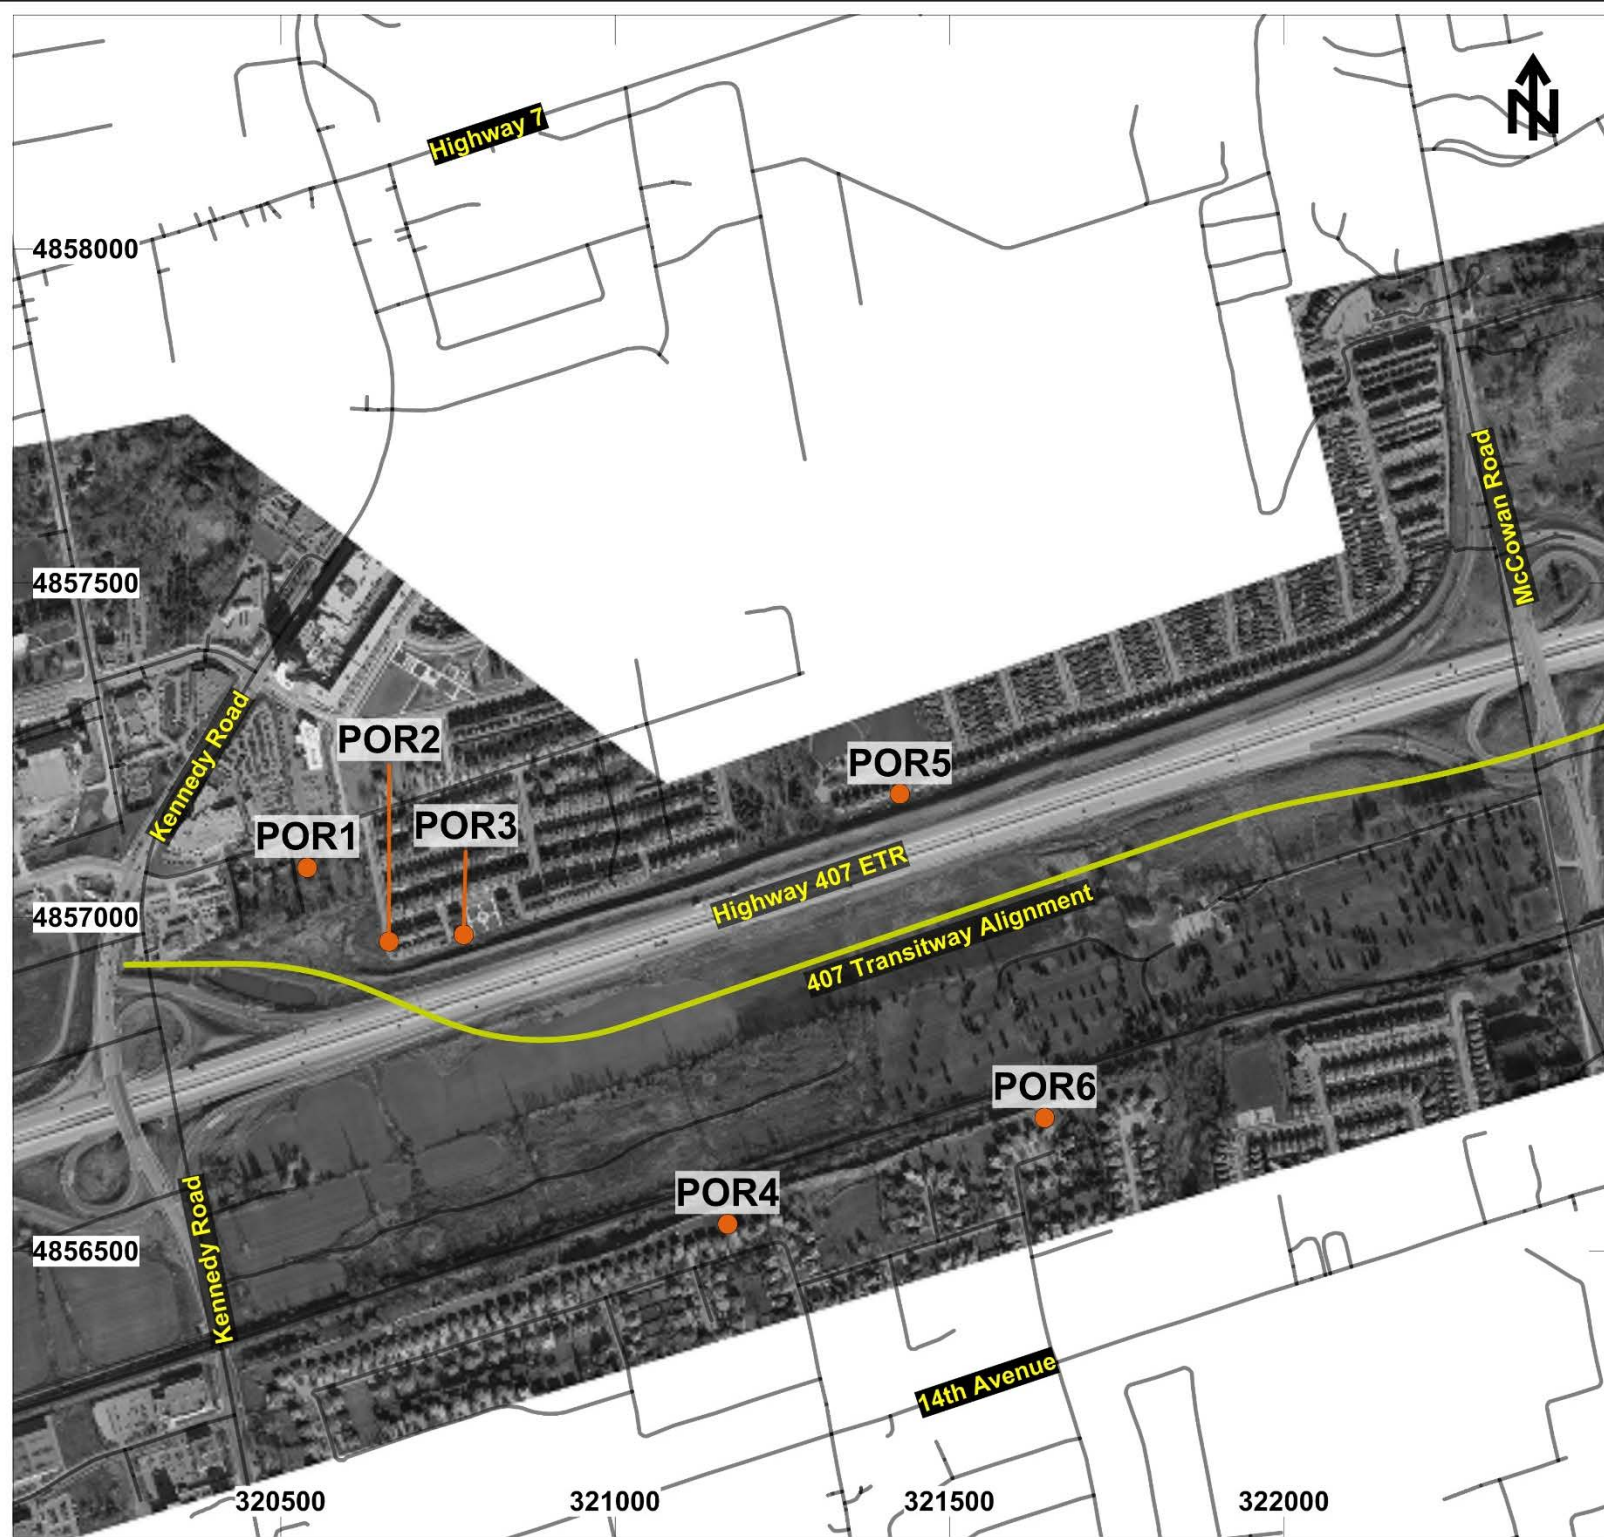 N
Highway 7
4858000
McCowan Road
4857500
Kennedy Road
POR2
POR5
POR3
POR1
Highway 407 ETR
4857000
407 Transitway Alignment
POR6
POR4
Kennedy Road
4856500
14th Avenue
320500
321000
321500
322000